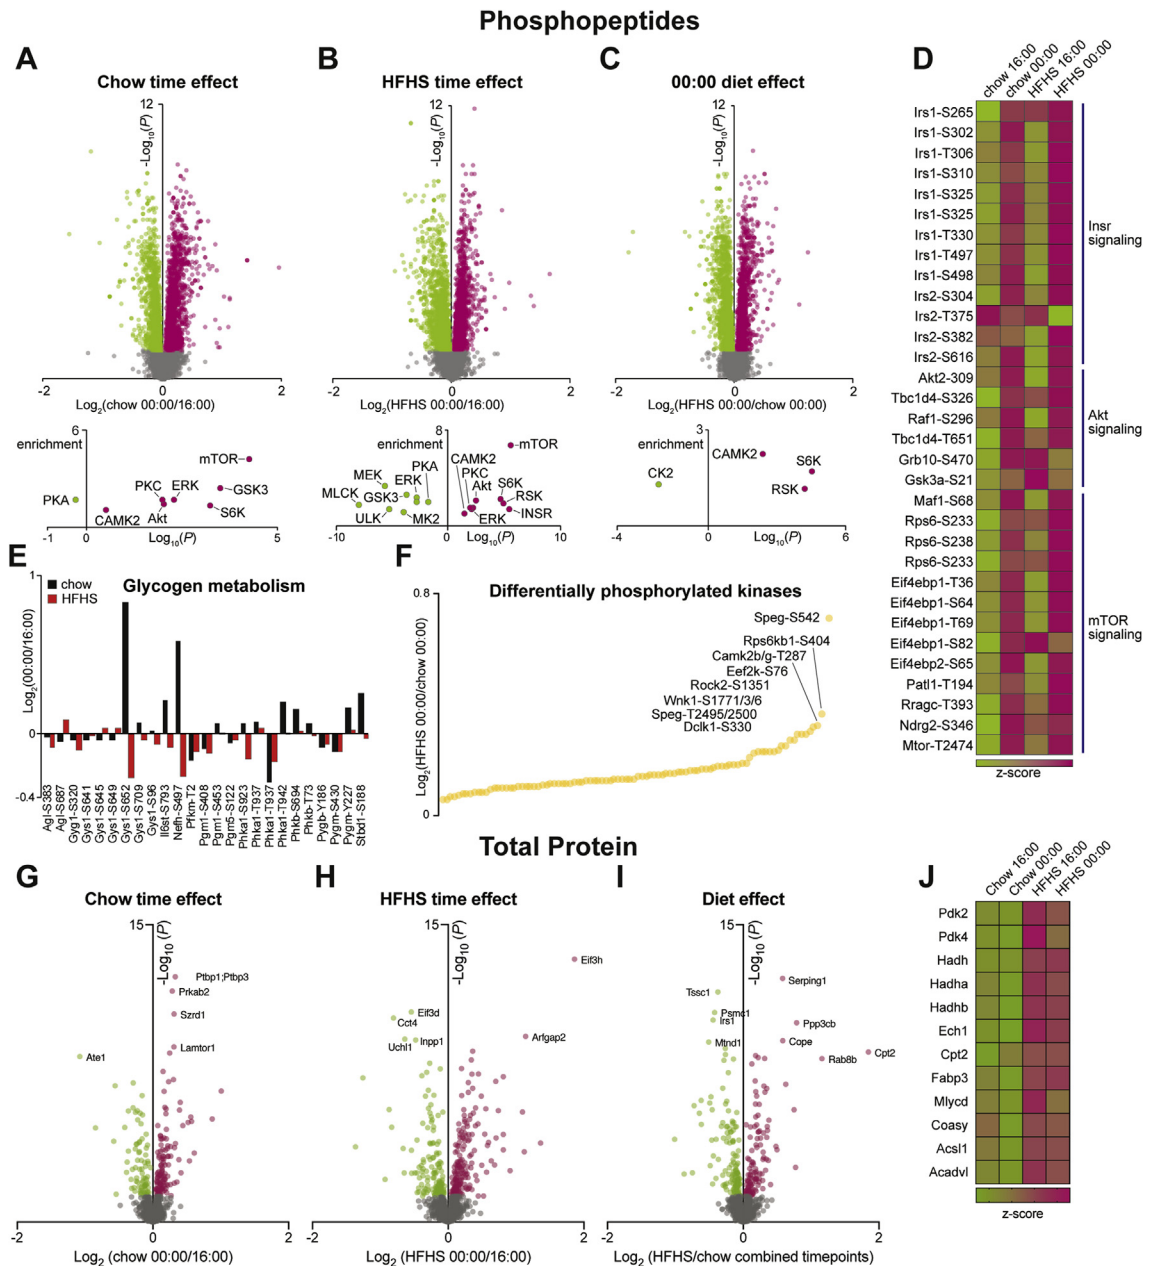 Phosphopeptides
A
Chow time effect
12
-Log10(P)
-2
0
2
Log2(chow 00:00/16:00)
6
enrichment
mTOR
PKA
PKC
ERK
GSK3
CAMK2
Akt
S6K
-1
0
Log10(P)
5
B
HFHS time effect
12
-Log10(P)
-2
0
2
Log2(HFHS 00:00/16:00)
8
enrichment
mTOR
CAMK2
PKC
PKA
MEK
ERK
Akt
S6K
MLCK
GSK3
RSK
ULK
MK2
ERK
INSR
-10
0
Log10(P)
10
C
00:00 diet effect
12
-Log10(P)
-2
0
2
Log2(HFHS 00:00/chow 00:00)
3
enrichment
CAMK2
CK2
S6K
RSK
-4
0
Log10(P)
6
D
chow 16:00
chow 00:00
HFHS 16:00
HFHS 00:00
Irs1-S265
Irs1-S302
Irs1-T306
Irs1-S310
Irs1-S325
Irs1-S325
Irs1-T330
Irs1-T497
Irs1-S498
Irs2-S304
Irs2-T375
Irs2-S382
Irs2-S616
Akt2-309
Tbc1d4-S326
Raf1-S296
Tbc1d4-T651
Grb10-S470
Gsk3a-S21
Maf1-S68
Rps6-S233
Rps6-S238
Rps6-S233
Eif4ebp1-T36
Eif4ebp1-S64
Eif4ebp1-T69
Eif4ebp1-S82
Eif4ebp2-S65
Patl1-T194
Rragc-T393
Ndrg2-S346
Mtor-T2474
Insr
signaling
Akt
signaling
mTOR
signaling
z-score
E
Glycogen metabolism
1
chow
HFHS
Log2(00:00/16:00)
0
-0.4
Agl-S383
Agl-S687
Gyg1-S320
Gys1-S641
Gys1-S645
Gys1-S649
Gys1-S652
Gys1-S709
Gys1-S96
Il6st-S793
Nefh-S497
Pfkm-T2
Pgm1-S408
Pgm1-S453
Pgm5-S122
Phka1-S923
Phka1-T937
Phka1-T937
Phka1-T942
Phkb-S694
Phkb-T73
Pygb-Y186
Pygm-S430
Pygm-Y227
Stbd1-S188
F
Differentially phosphorylated kinases
0.8
Log2(HFHS 00:00/chow 00:00)
0
Speg-S542
Rps6kb1-S404
Camk2b/g-T287
Eef2k-S76
Rock2-S1351
Wnk1-S1771/3/6
Speg-T2495/2500
Dclk1-S330
Total Protein
G
Chow time effect
15
-Log10 (P)
Ptbp1;Ptbp3
Prkab2
Szrd1
Lamtor1
Ate1
-2
0
2
Log2 (chow 00:00/16:00)
H
HFHS time effect
15
-Log10 (P)
Eif3h
Eif3d
Cct4
Uchl1
Inpp1
Arfgap2
-2
0
2
Log2 (HFHS 00:00/16:00)
I
Diet effect
15
-Log10 (P)
Serping1
Tssc1
Psmc1
Irs1
Ppp3cb
Mtnd1
Cope
Cpt2
Rab8b
-2
0
2
Log2 (HFHS/chow combined timepoints)
J
Chow 16:00
Chow 00:00
HFHS 16:00
HFHS 00:00
Pdk2
Pdk4
Hadh
Hadha
Hadhb
Ech1
Cpt2
Fabp3
Mlycd
Coasy
Acsl1
Acadvl
z-score